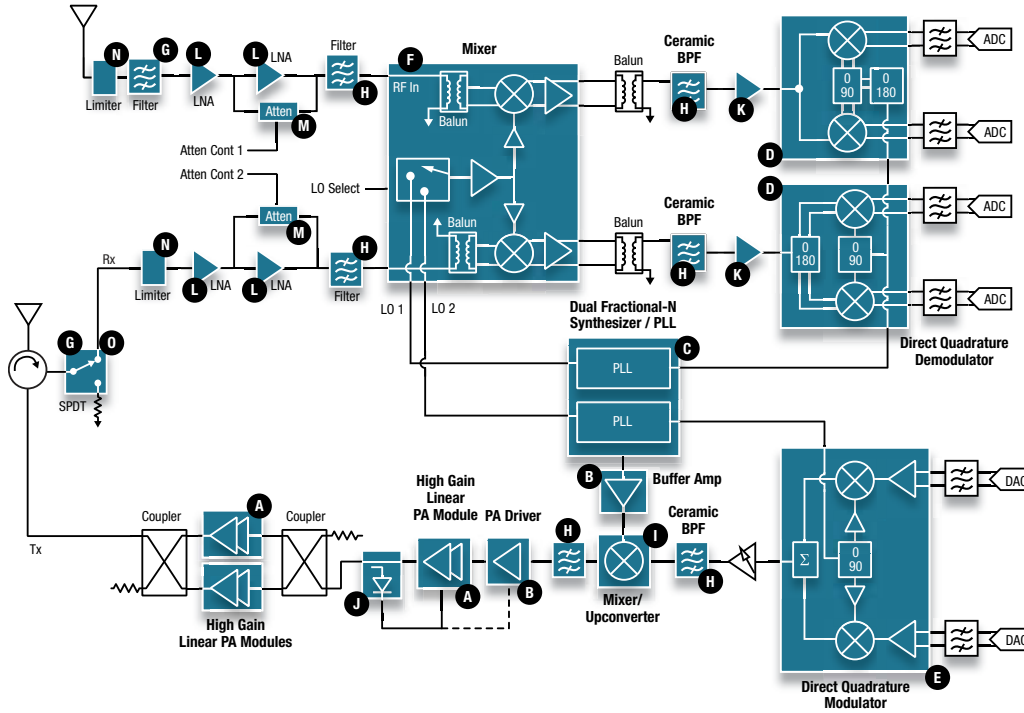 N
G
L
L
LNA
Filter
F
Mixer
Ceramic
BPF
Balun
ADC
Limiter
Filter
LNA
Atten
M
H
RF In
Balun
H
K
0
90
0
180
ADC
D
Atten Cont 1
Atten Cont 2
LO Select
Atten
M
N
Rx
Limiter
L
LNA
L
LNA
H
Filter
Balun
Balun
Ceramic
BPF
H
K
D
0
180
0
90
ADC
ADC
LO 1
LO 2
Dual Fractional-N
Synthesizer / PLL
C
PLL
PLL
Direct Quadrature
Demodulator
G
O
SPDT
B
Buffer Amp
High Gain
Linear
PA Module
PA Driver
Ceramic
BPF
H
I
H
Mixer/
Upconverter
Coupler
A
Coupler
Tx
High Gain
Linear PA Modules
J
A
B
Σ
0
90
DAC
DAC
E
Direct Quadrature
Modulator